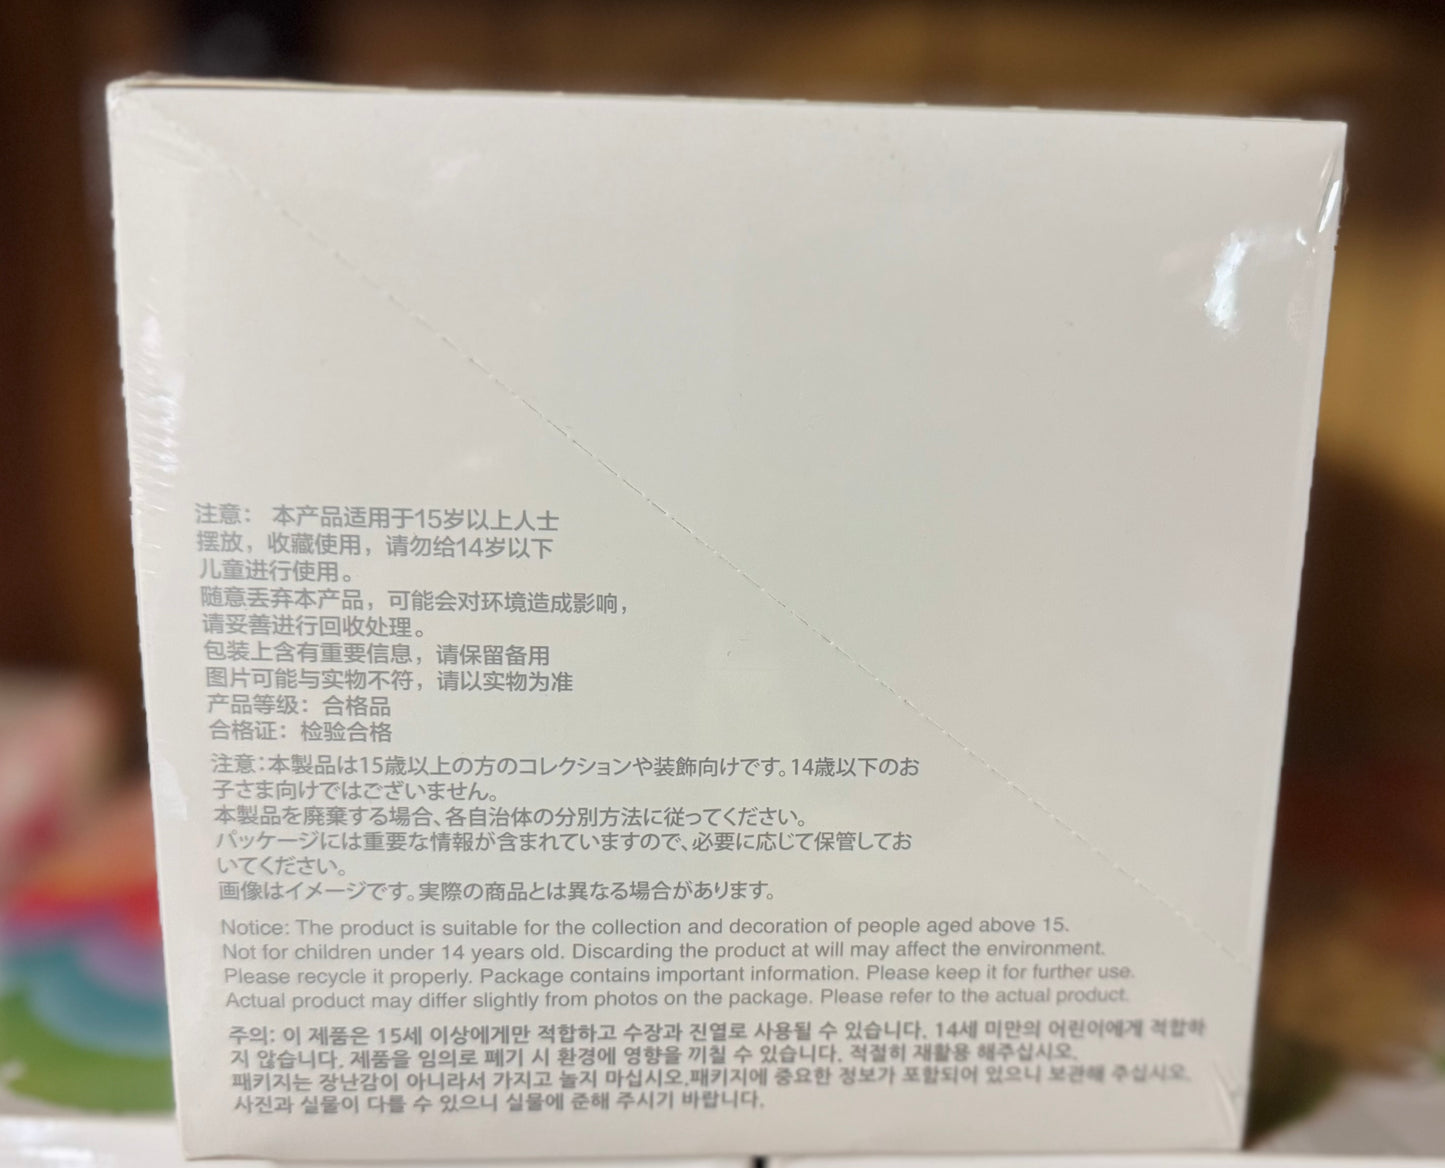 注意： 本产品适用于15岁以上人士
摆放，收藏使用，请勿给14岁以下
儿童进行使用。
随意丢弃本产品，可能会对环境造成影响，
请妥善进行回收处理。
包装上含有重要信息，请保留备用
图片可能与实物不符，请以实物为准
产品等级：合格品
合格证：检验合格
注意：本製品は15歳以上の方のコレクションや装飾向けです。14歳以下のお
子さま向けではございません。
本製品を廃棄する場合、各自治体の分別方法に従ってください。
パッケージには重要な情報が含まれていますので、必要に応じて保管してお
いてください。
画像はイメージです。実際の商品とは異なる場合があります。
Notice: The product is suitable for the collection and decoration of people aged above 15.
Not for children under 14 years old. Discarding the product at will may affect the environment.
Please recycle it properly. Package contains important information. Please keep it for further use.
Actual product may differ slightly from photos on the package. Please refer to the actual product.
주의: 이 제품은 15세 이상에게만 적합하고 수장과 진열로 사용될 수 있습니다. 14세 미만의 어린이에게 적합하
지 않습니다. 제품을 임의로 폐기 시 환경에 영향을 끼칠 수 있습니다. 적절히 재활용 해주십시오.
패키지는 장난감이 아니라서 가지고 놀지 마십시오.패키지에 중요한 정보가 포함되어 있으니 보관해 주십시오.
사진과 실물이 다를 수 있으니 실물에 준해 주시기 바랍니다.